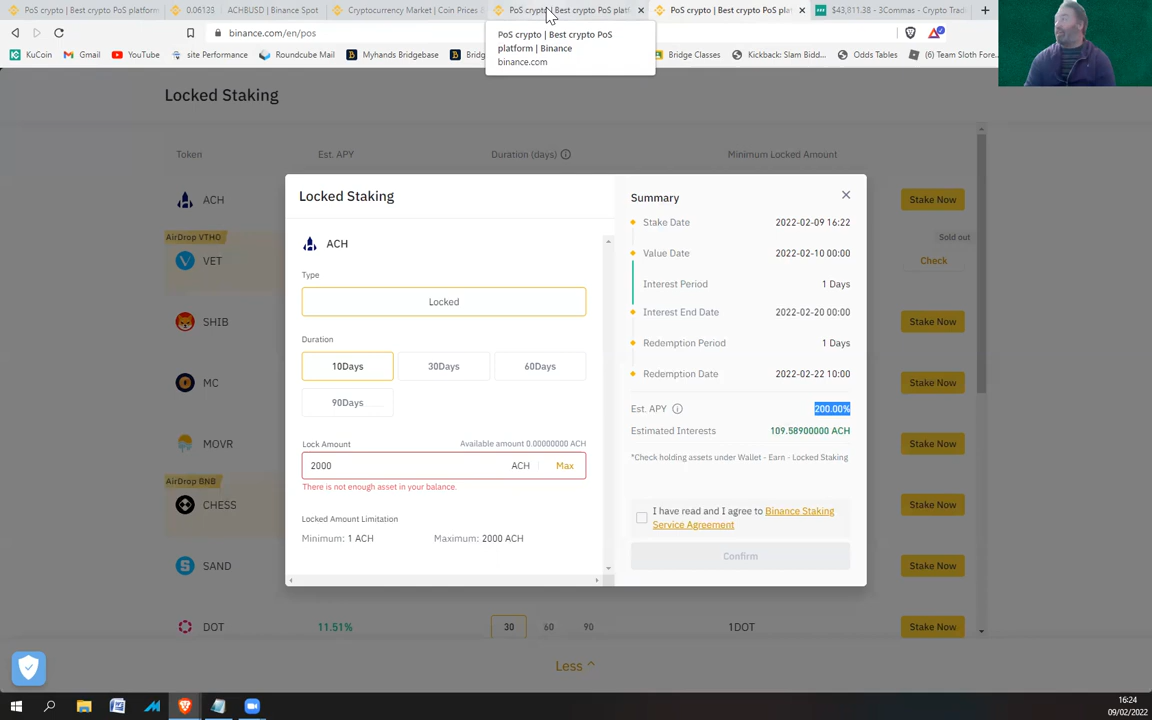 PoS crypto | Best crypto PoS platform
0.06123 ACHBUSD | Binance Spot
Cryptocurrency Market | Coin Prices
PoS crypto | Best crypto PoS platf
PoS crypto | Best crypto PoS plat
$43,811.38 - 3Commas - Crypto Trad
binance.com/en/pos
PoS crypto | Best crypto PoS
platform | Binance
binance.com
KuCoin
Gmail
YouTube
site Performance
Roundcube Mail
Myhands Bridgebase
Bridg
Bridge Classes
Kickback: Slam Bidd...
Odds Tables
(6) Team Sloth Fore...
Locked Staking
Token Est. APY Duration (days) Minimum Locked Amount
ACH Stake Now
AirDrop VTHO
VET
Sold out
Check
SHIB Stake Now
MC Stake Now
MOVR Stake Now
AirDrop BNB
CHESS Stake Now
SAND Stake Now
DOT 11.51% 30 60 90 1DOT Stake Now
Less
Locked Staking
ACH
Type
Locked
Duration
10Days 30Days 60Days
90Days
Lock Amount Available amount 0.00000000 ACH
2000 ACH Max
There is not enough asset in your balance.
Locked Amount Limitation
Minimum: 1 ACH Maximum: 2000 ACH
Summary
Stake Date 2022-02-09 16:22
Value Date 2022-02-10 00:00
Interest Period 1 Days
Interest End Date 2022-02-20 00:00
Redemption Period 1 Days
Redemption Date 2022-02-22 10:00
Est. APY 200.00%
Estimated Interests 109.58900000 ACH
*Check holding assets under Wallet - Earn - Locked Staking
I have read and I agree to Binance Staking
Service Agreement
Confirm
16:24
09/02/2022